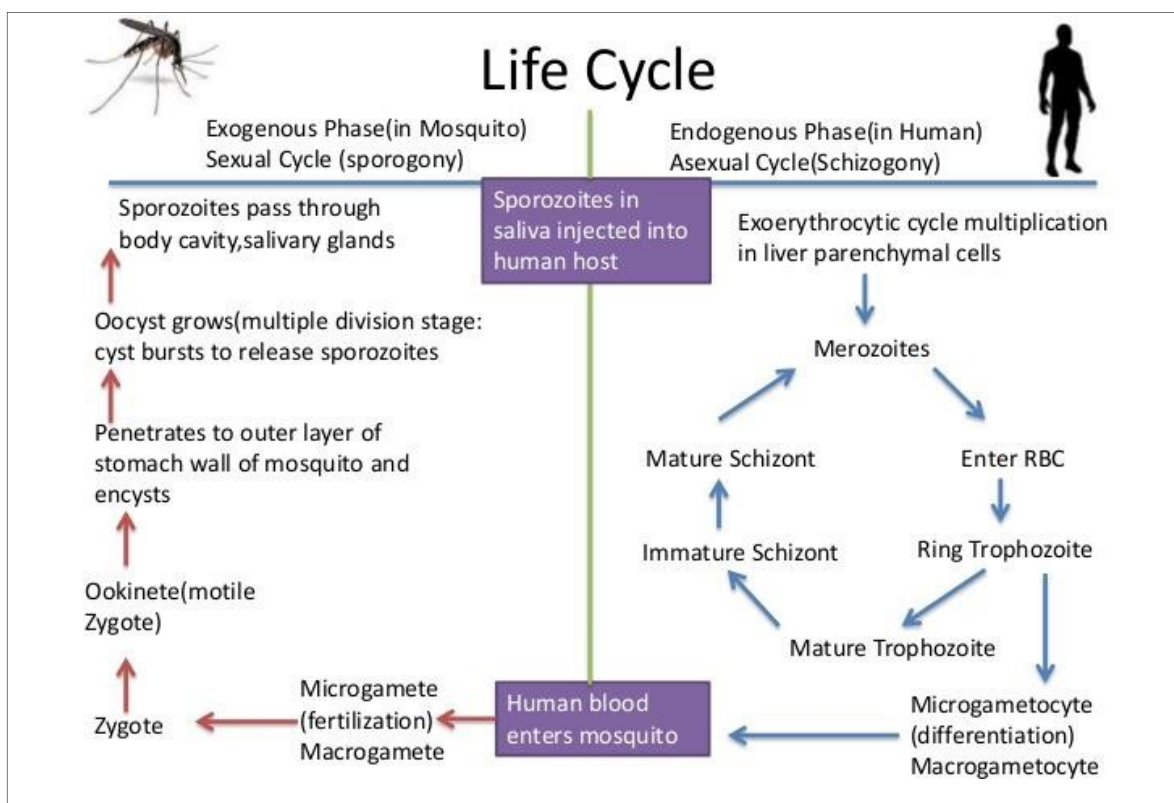 Life Cycle
Exogenous Phase(in Mosquito)
Sexual Cycle (sporogony)
Endogenous Phase(in Human)
Asexual Cycle(Schizogony)
Sporozoites in
saliva injected into
human host
Sporozoites pass through
body cavity,salivary glands
Oocyst grows(multiple division stage:
cyst bursts to release sporozoites
Penetrates to outer layer of
stomach wall of mosquito and
encysts
Ookinete(motile
Zygote)
Zygote
Microgamete
(fertilization)
Macrogamete
Human blood
enters mosquito
Exoerythrocytic cycle multiplication
in liver parenchymal cells
Merozoites
Enter RBC
Ring Trophozoite
Mature Trophozoite
Immature Schizont
Mature Schizont
Microgametocyte
(differentiation)
Macrogametocyte